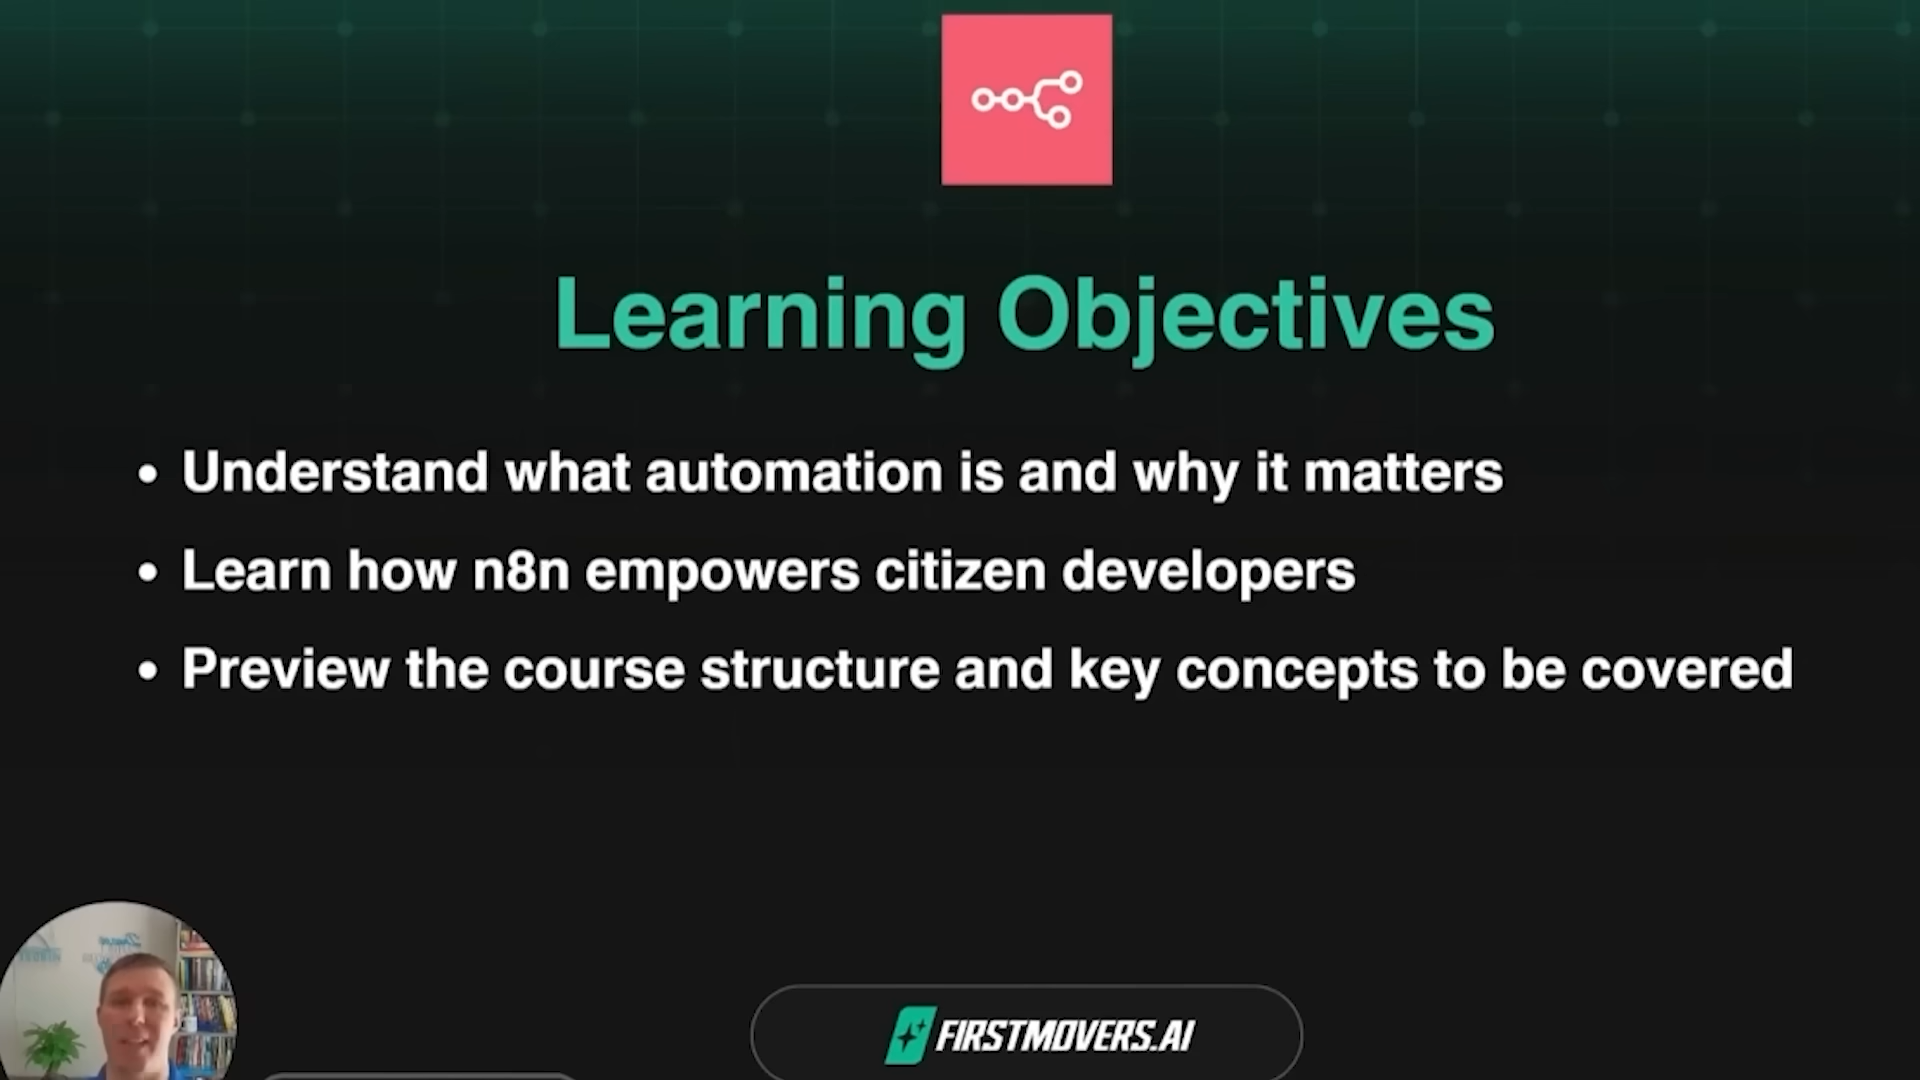 Learning Objectives
• Understand what automation is and why it matters
• Learn how n8n empowers citizen developers
• Preview the course structure and key concepts to be covered
FIRSTMOVERS.AI